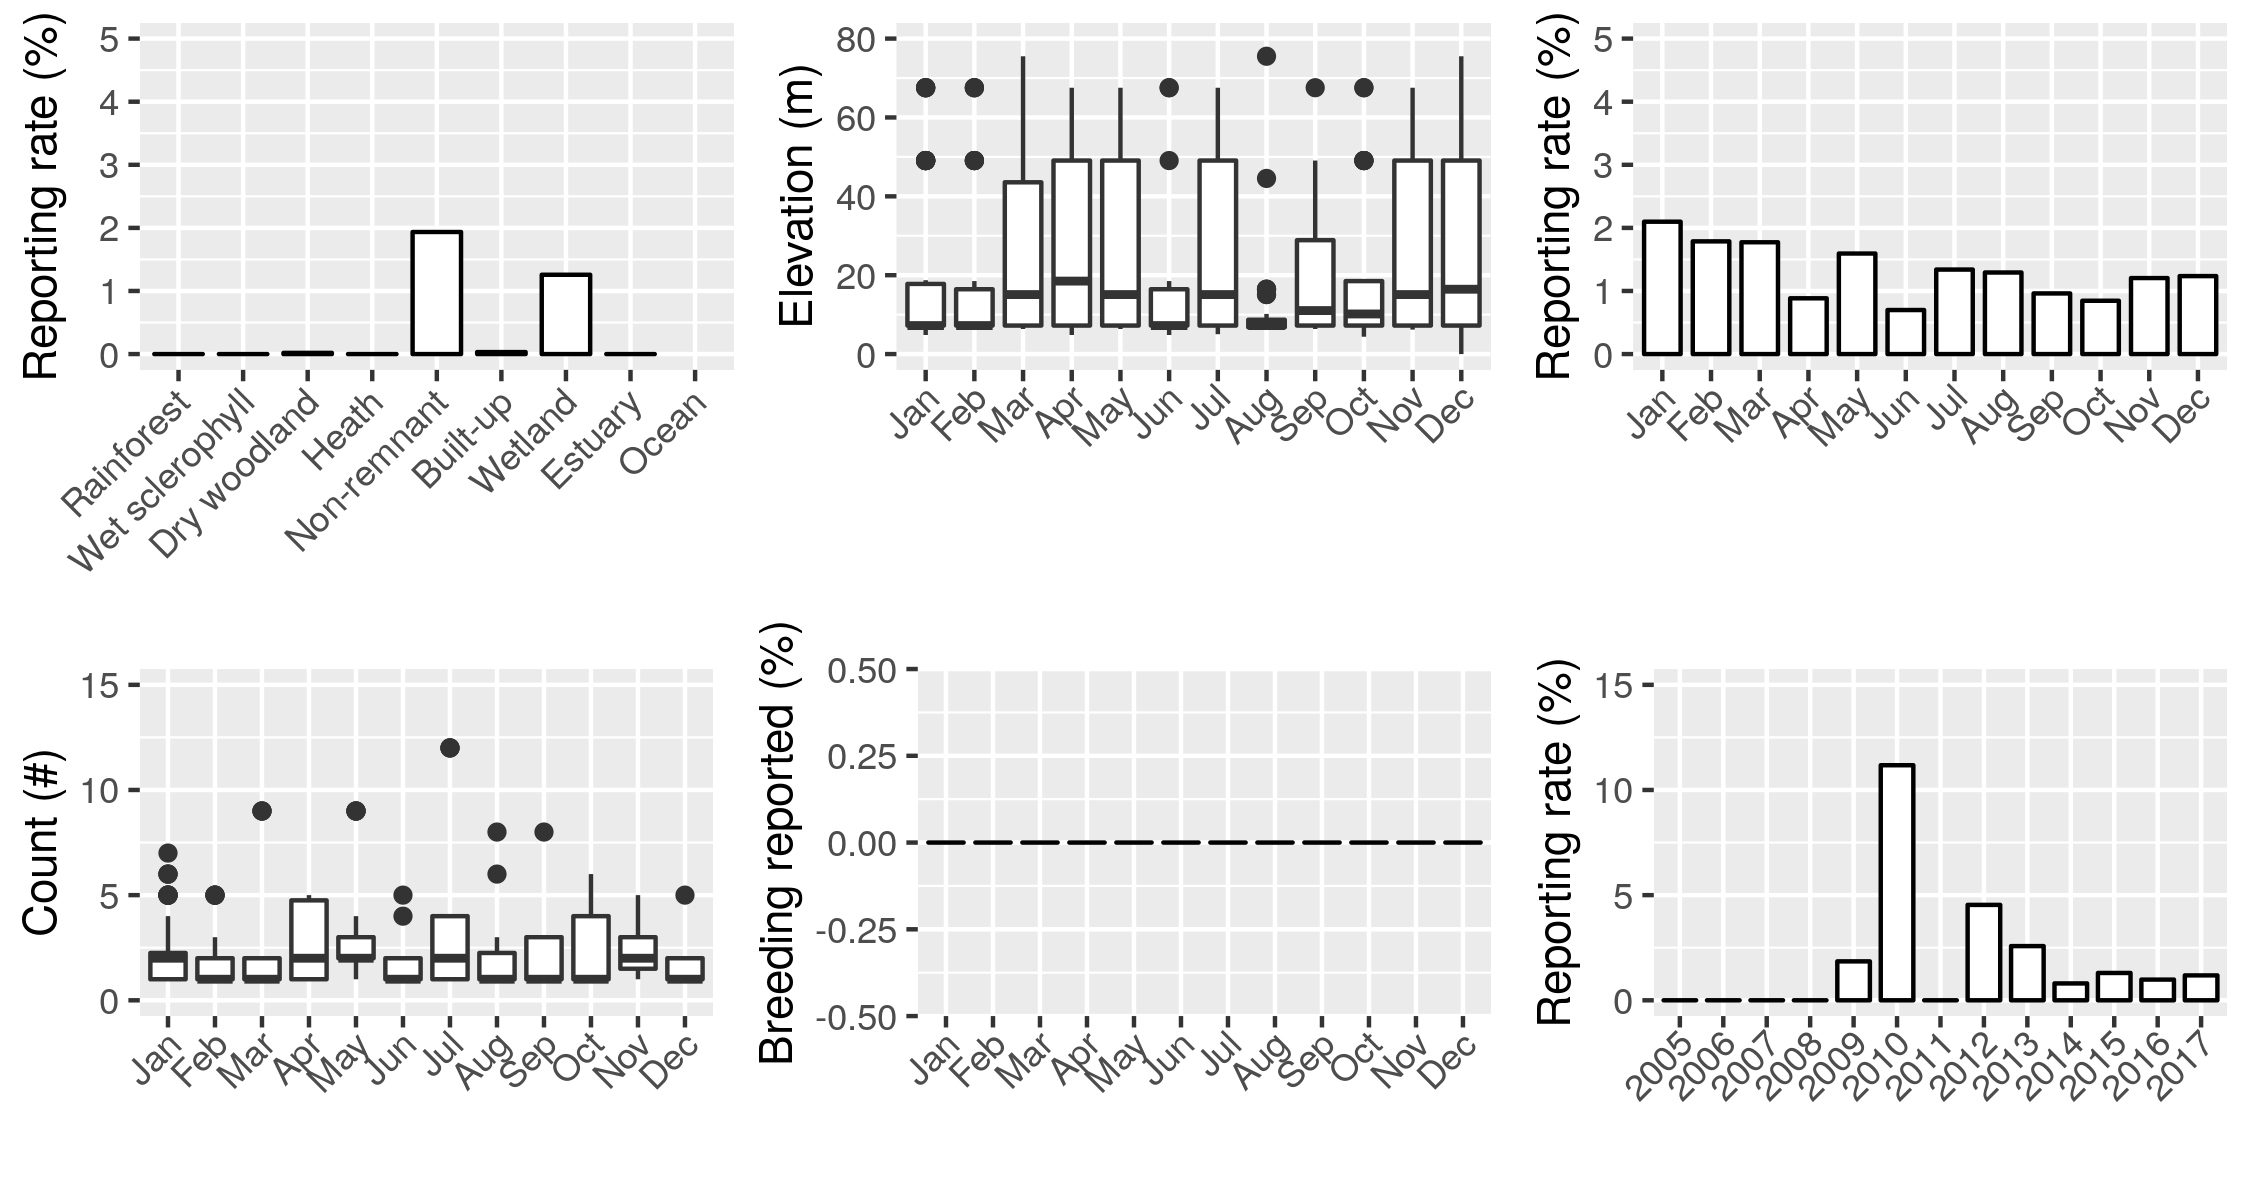 Reporting rate (%)
5
4
3
2
1
0
Rainforest
Wet sclerophyll
Dry woodland
Heath
Non-remnant
Built-up
Wetland
Estuary
Ocean
Elevation (m)
80
60
40
20
0
Jan
Feb
Mar
Apr
May
Jun
Jul
Aug
Sep
Oct
Nov
Dec
Reporting rate (%)
5
4
3
2
1
0
Jan
Feb
Mar
Apr
May
Jun
Jul
Aug
Sep
Oct
Nov
Dec
Count (#)
15
10
5
0
Jan
Feb
Mar
Apr
May
Jun
Jul
Aug
Sep
Oct
Nov
Dec
Breeding reported (%)
0.50
0.25
0.00
-0.25
-0.50
Jan
Feb
Mar
Apr
May
Jun
Jul
Aug
Sep
Oct
Nov
Dec
Reporting rate (%)
15
10
5
0
2005
2006
2007
2008
2009
2010
2011
2012
2013
2014
2015
2016
2017